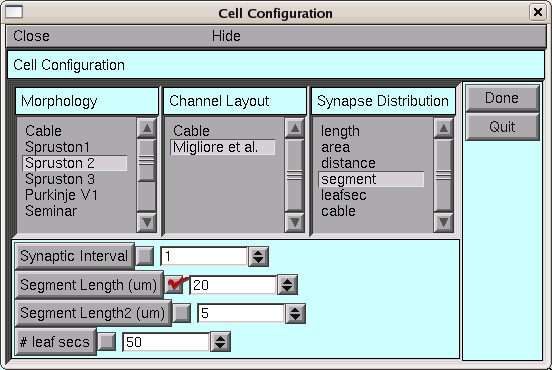 Cell Configuration
Close Hide
Cell Configuration
Morphology Channel Layout Synapse Distribution
Done
Quit
Cable
Spruston1
Spruston 2
Spruston 3
Purkinje V1
Seminar
Cable
Migliore et al.
length
area
distance
segment
leafsec
cable
Synaptic Interval 1
Segment Length (um) 20
Segment Length2 (um) 5
# leaf secs 50